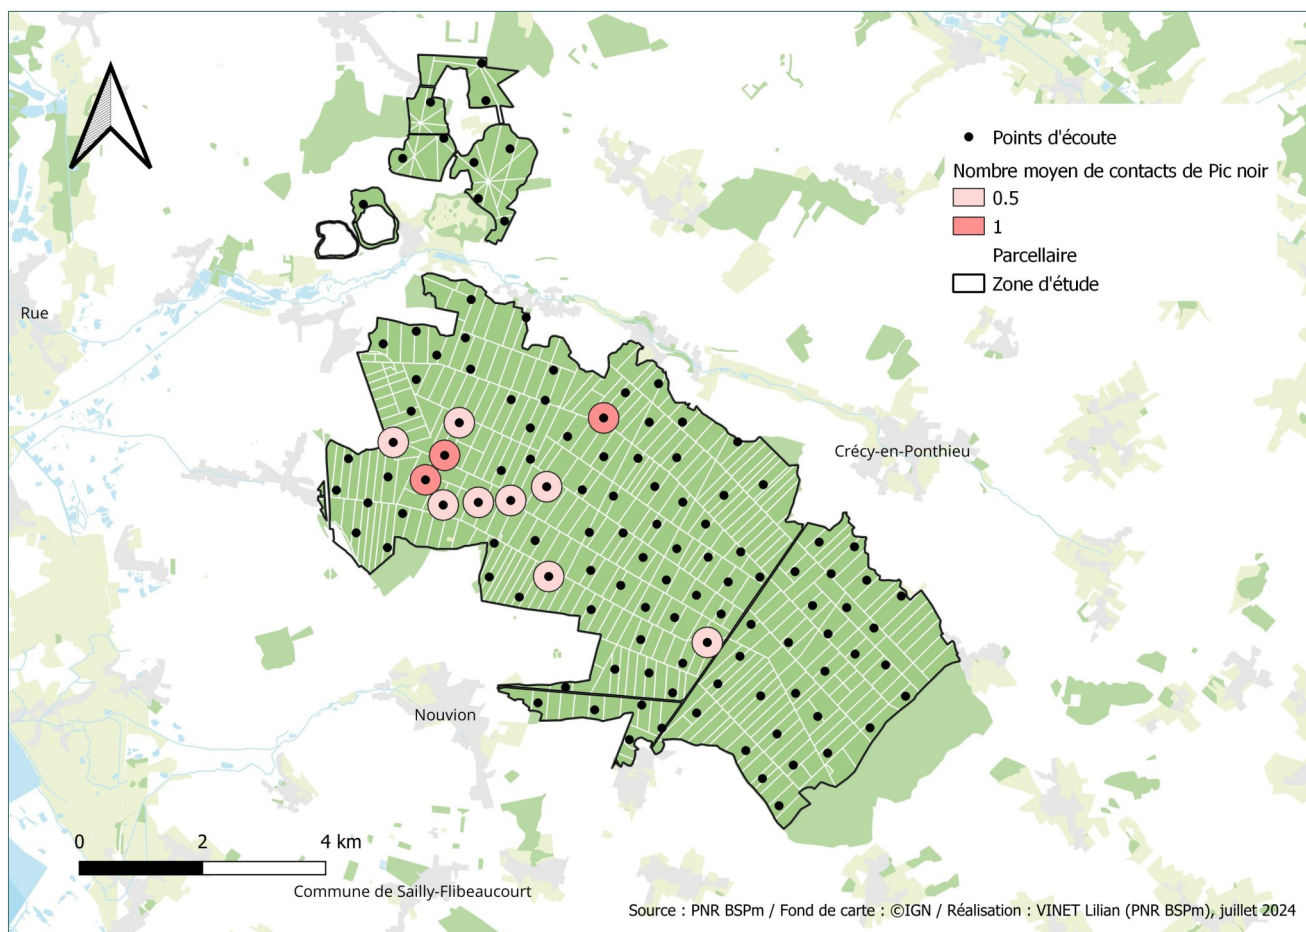 Points d'écoute
Nombre moyen de contacts de Pic noir
0.5
1
Parcellaire
Zone d'étude
Rue
Crécy-en-Ponthieu
Nouvion
0 2 4 km
Commune de Sailly-Flibeaucourt
Source : PNR BSPm / Fond de carte : ©IGN / Réalisation : VINET Lilian (PNR BSPm), juillet 2024